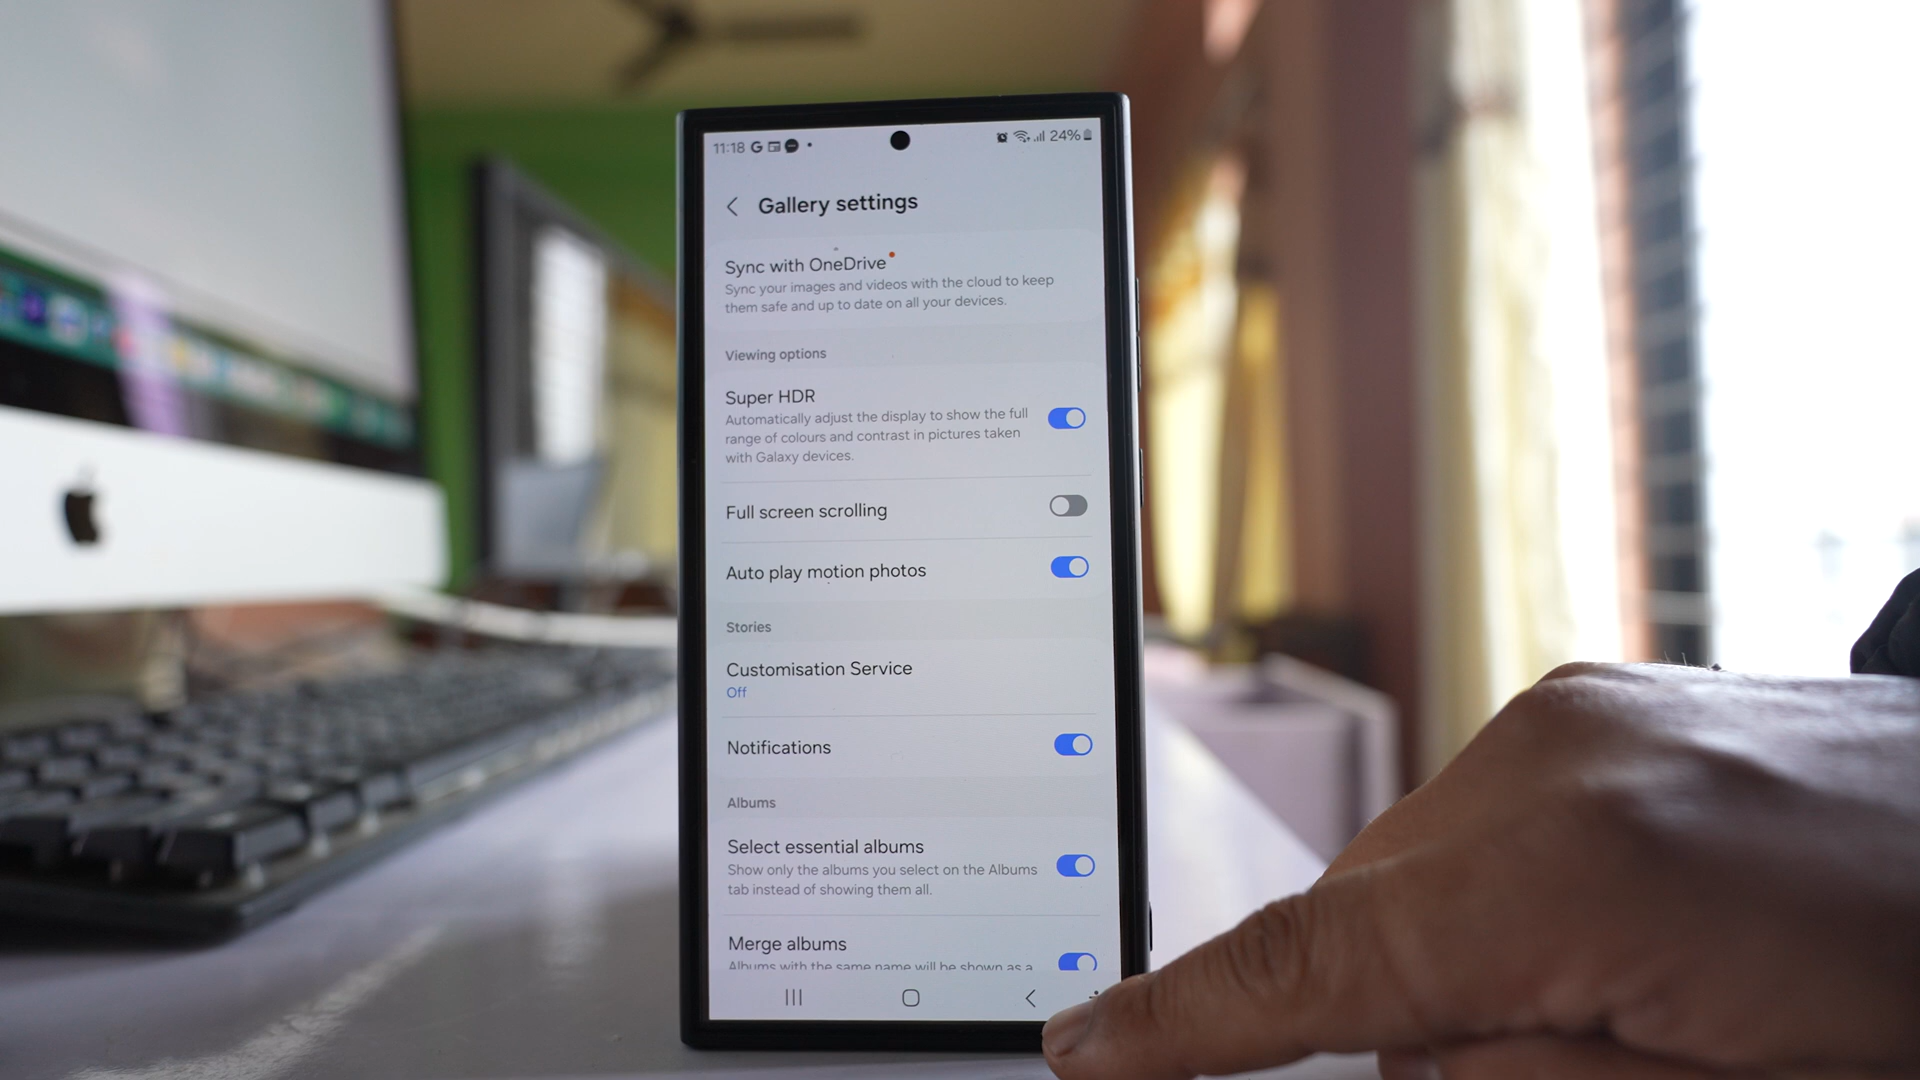 11:18
24%
Gallery settings
Sync with OneDrive
Sync your images and videos with the cloud to keep
them safe and up to date on all your devices.
Viewing options
Super HDR
Automatically adjust the display to show the full
range of colours and contrast in pictures taken
with Galaxy devices.
Full screen scrolling
Auto play motion photos
Stories
Customisation Service
Off
Notifications
Albums
Select essential albums
Show only the albums you select on the Albums
tab instead of showing them all.
Merge albums
Albums with the same name will be shown as a